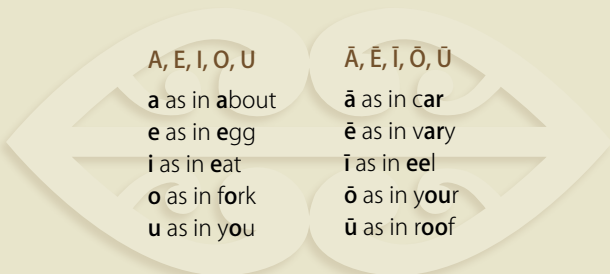 A, E, I, O, U
a as in about
e as in egg
i as in eat
o as in fork
u as in you
Ā, Ē, Ī, Ō, Ū
ā as in car
ē as in vary
ī as in eel
ō as in your
ū as in roof